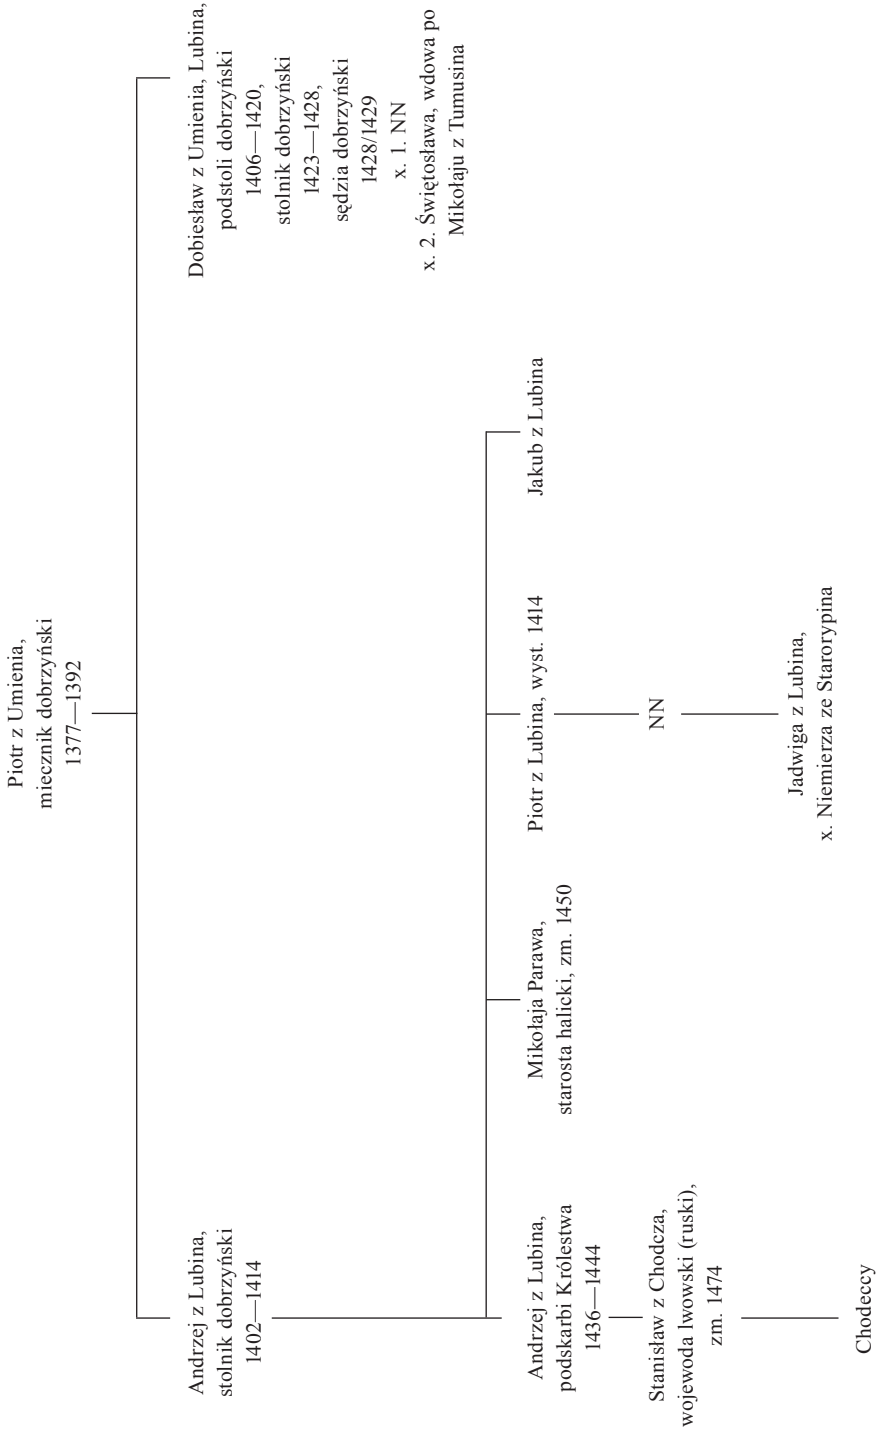 Piotr z Umienia,
miecznik dobrzyński
1377—1392
Andrzej z Lubina,
stolnik dobrzyński
1402—1414
Dobiesław z Umienia, Lubina,
podstoli dobrzyński
1406—1420,
stolnik dobrzyński
1423—1428,
sędzia dobrzyński
1428/1429
x. 1. NN
x. 2. Świętosława, wdowa po
Mikołaju z Tumusina
Andrzej z Lubina,
podskarbi Królestwa
1436—1444
Mikołaja Parawa,
starosta halicki, zm. 1450
Piotr z Lubina, wyst. 1414
Jakub z Lubina
Stanisław z Chodcza,
wojewoda lwowski (ruski),
zm. 1474
NN
Jadwiga z Lubina,
x. Niemierza ze Starorypina
Chodeccy